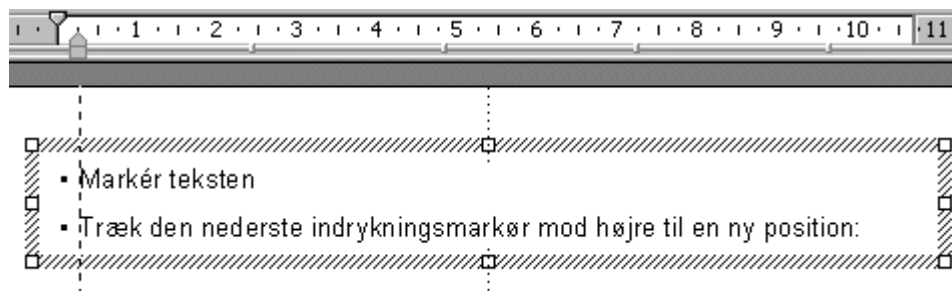 1 2 3 4 5 6 7 8 9 10 11
▪ Markér teksten
▪ Træk den nederste indrykningsmarkør mod højre til en ny position: